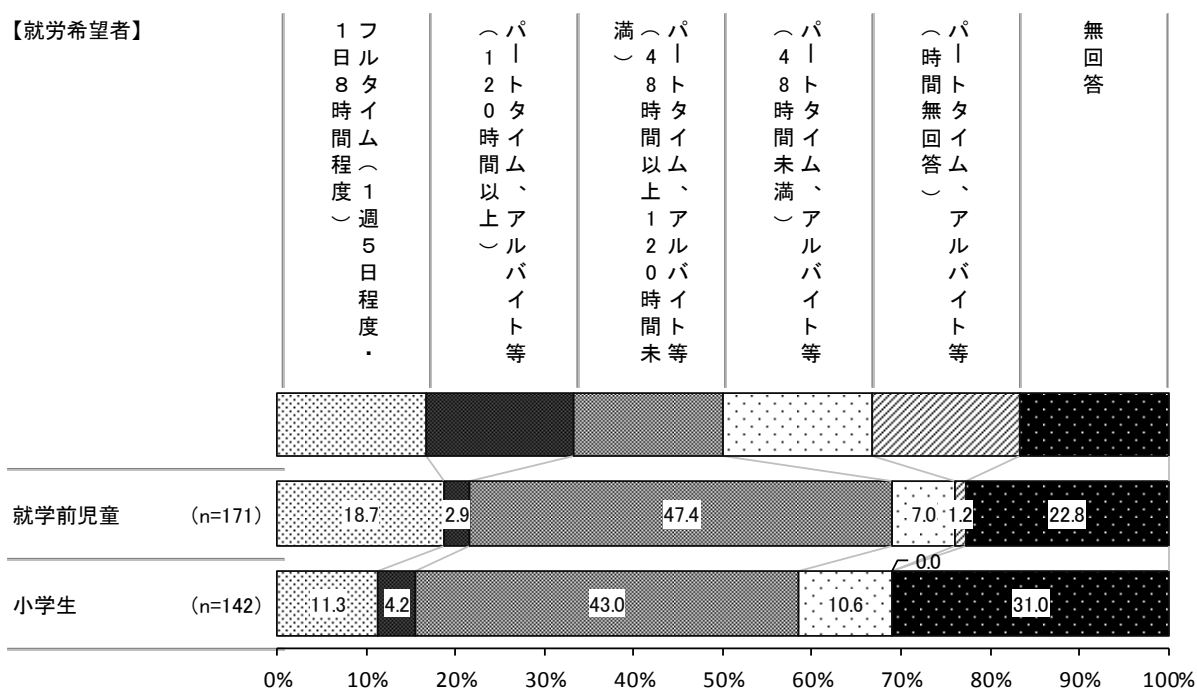 【就労希望者】
フルタイム（１週５日程度・
１日８時間程度）
パートタイム、アルバイト等
（１２０時間以上）
パートタイム、アルバイト等
（４８時間以上１２０時間未
満）
パートタイム、アルバイト等
（４８時間未満）
パートタイム、アルバイト等
（時間無回答）
無回答
就学前児童 (n=171) 18.7 2.9 47.4 7.0 1.2 22.8
0.0
小学生 (n=142) 11.3 4.2 43.0 10.6 31.0
0% 10% 20% 30% 40% 50% 60% 70% 80% 90% 100%